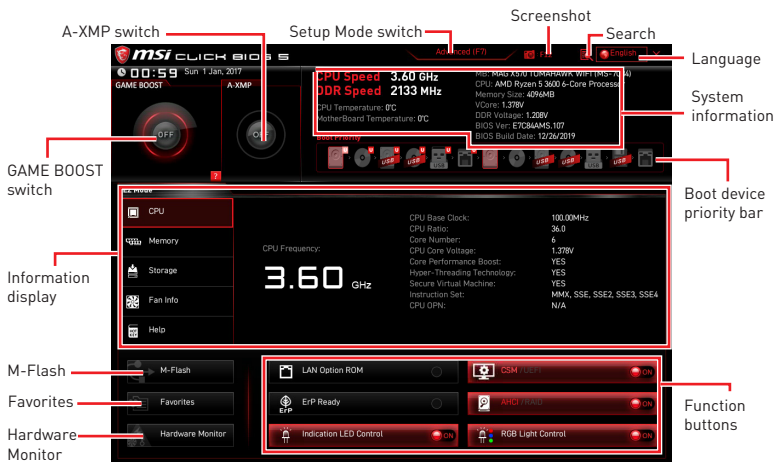 Screenshot
A-XMP switch
Setup Mode switch
Search
msi CLICK BIOS 5
Advanced (F7)
F12
English
X
Language
00:59 Sun 1 Jan, 2017
GAME BOOST
A-XMP
OFF
OFF
?
CPU Speed 3.60 GHz
DDR Speed 2133 MHz
CPU Temperature: 0°C
MotherBoard Temperature: 0°C
MB: MAG X570 TOMAHAWK WIFI
CPU: AMD Ryzen 5 3600 6-Core Processor
Memory Size: 4096MB
VCore: 1.378V
DDR Voltage: 1.208V
BIOS Ver: E7C84AMS.107
BIOS Build Date: 12/26/2019
System
information
Boot Priority
U U U U USB USB USB USB USB USB
GAME BOOST
switch
Boot device
priority bar
EZ Mode
CPU
Memory
Storage
Fan Info
Help
CPU Frequency:
3.60 GHz
CPU Base Clock: 100.00MHz
CPU Ratio: 36.0
Core Number: 6
CPU Core Voltage: 1.378V
Core Performance Boost: YES
Hyper-Threading Technology: YES
Secure Virtual Machine: YES
Instruction Set: MMX, SSE, SSE2, SSE3, SSE4
CPU OPN: N/A
Information
display
M-Flash
Favorites
Hardware
Monitor
M-Flash
Favorites
Hardware Monitor
LAN Option ROM
CSM /UEFI ON
ErP
ErP Ready
AHCI /RAID ON
Indication LED Control ON
RGB Light Control ON
Function
buttons